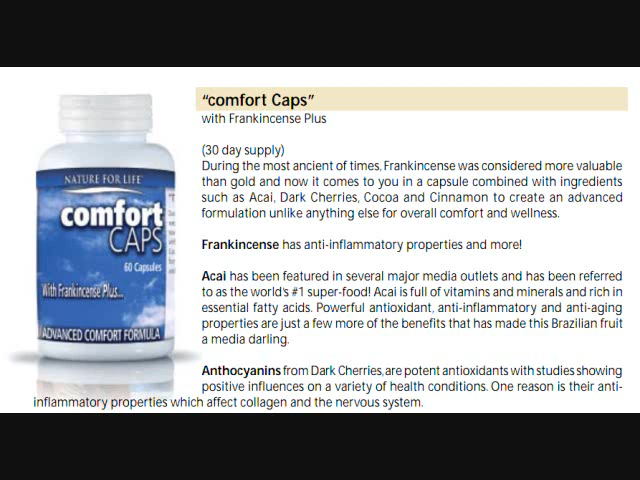 "comfort Caps"
with Frankincense Plus
(30 day supply)
During the most ancient of times, Frankincense was considered more valuable
than gold and now it comes to you in a capsule combined with ingredients
such as Acai, Dark Cherries, Cocoa and Cinnamon to create an advanced
formulation unlike anything else for overall comfort and wellness.
Frankincense has anti-inflammatory properties and more!
Acai has been featured in several major media outlets and has been referred
to as the world's #1 super-food! Acai is full of vitamins and minerals and rich in
essential fatty acids. Powerful antioxidant, anti-inflammatory and anti-aging
properties are just a few more of the benefits that has made this Brazilian fruit
a media darling.
Anthocyanins from Dark Cherries,are potent antioxidants with studies showing
positive influences on a variety of health conditions. One reason is their anti-
inflammatory properties which affect collagen and the nervous system.
NATURE FOR LIFE
comfort
CAPS
60 Capsules
With Frankincense Plus...
ADVANCED COMFORT FORMULA